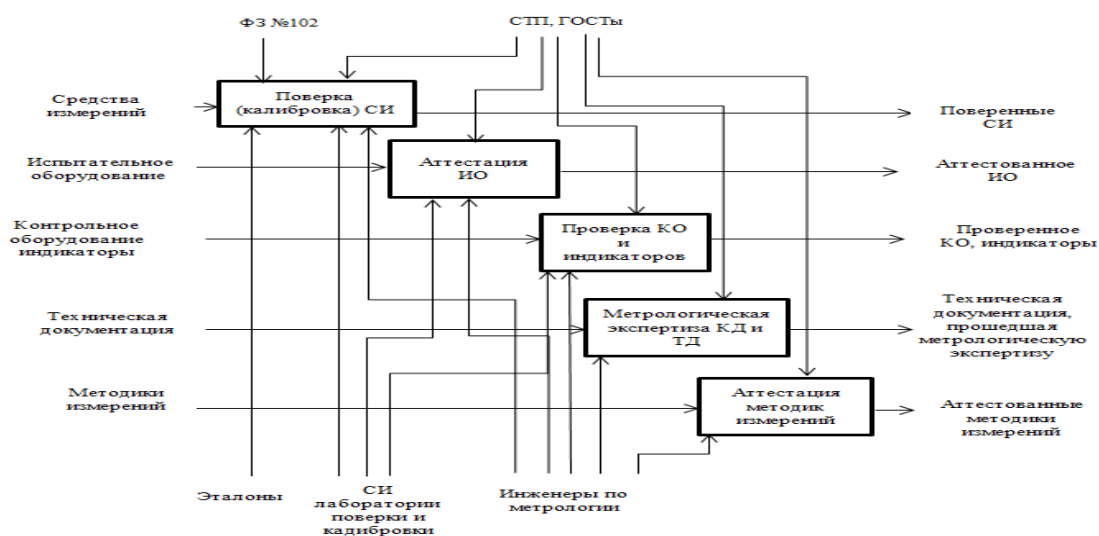 ФЗ №102
СТП, ГОСТы
Средства
измерений
Поверка
(калибровка) СИ
Поверенные
СИ
Испытательное
оборудование
Аттестация
ИО
Аттестованное
ИО
Контрольное
оборудование
индикаторы
Проверка КО
и
индикаторов
Проверенное
КО, индикаторы
Техническая
документация
Метрологическая
экспертиза КД и
ТД
Техническая
документация,
прошедшая
метрологическую
экспертизу
Методики
измерений
Аттестация
методик
измерений
Аттестованные
методики
измерений
Эталоны
СИ
лаборатории
поверки и
кадибровки
Инженеры по
метрологии